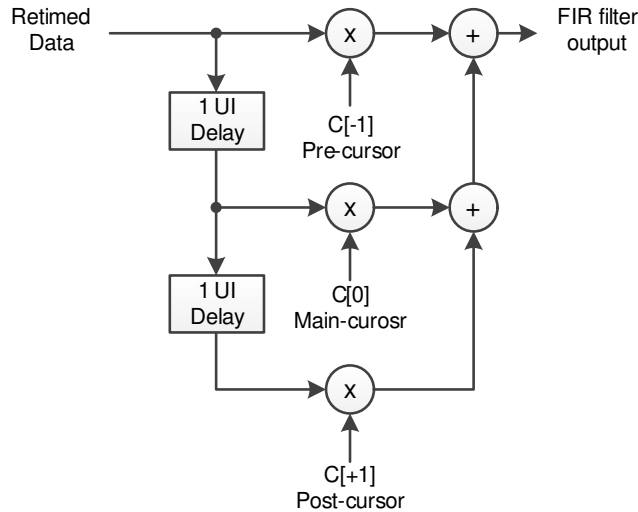 Retimed
Data
x
+
FIR filter
output
1 UI
Delay
C[-1]
Pre-cursor
x
+
1 UI
Delay
C[0]
Main-curosr
x
C[+1]
Post-cursor